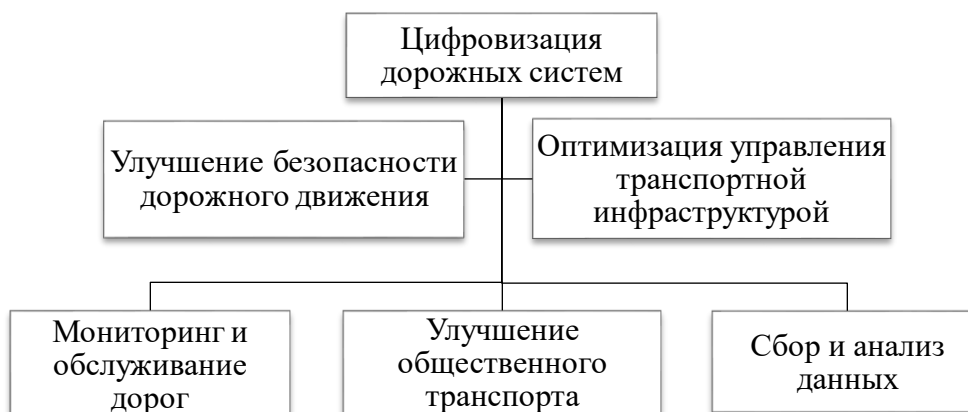 Цифровизация
дорожных систем
Улучшение безопасности
дорожного движения
Оптимизация управления
транспортной
инфраструктурой
Мониторинг и
обслуживание
дорог
Улучшение
общественного
транспорта
Сбор и анализ
данных